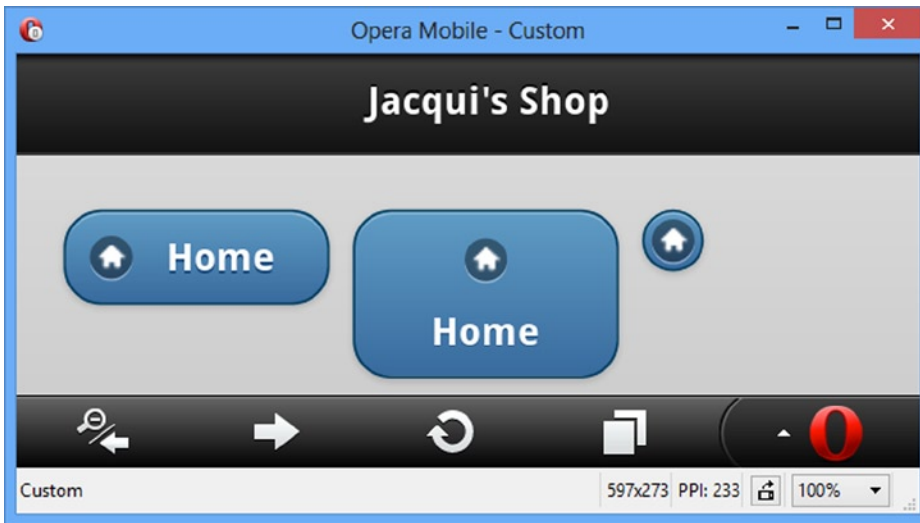 Opera Mobile - Custom
Jacqui's Shop
Home
Home
Custom
597x273 PPI: 233 100%